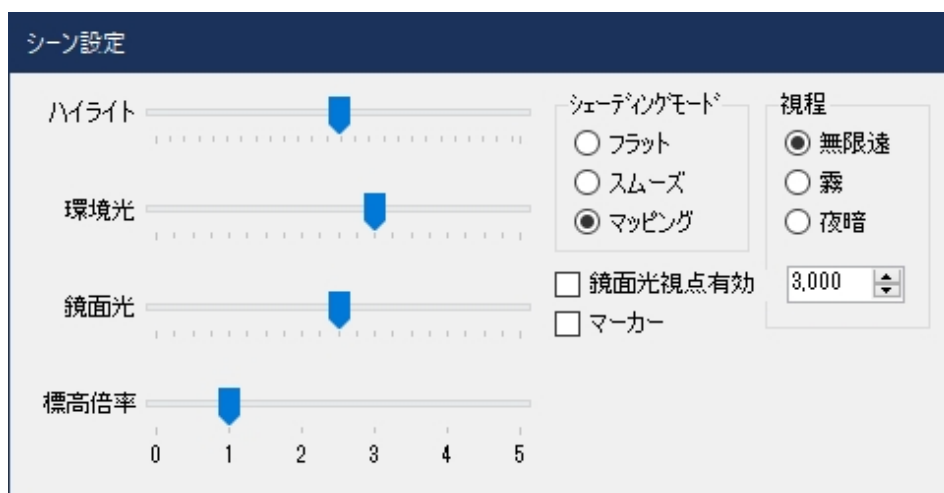 シーン設定
ハイライト
環境光
鏡面光
標高倍率
0 1 2 3 4 5
シェーディングモード
フラット
スムーズ
マッピング
鏡面光視点有効
マーカー
視程
無限遠
霧
夜暗
3,000